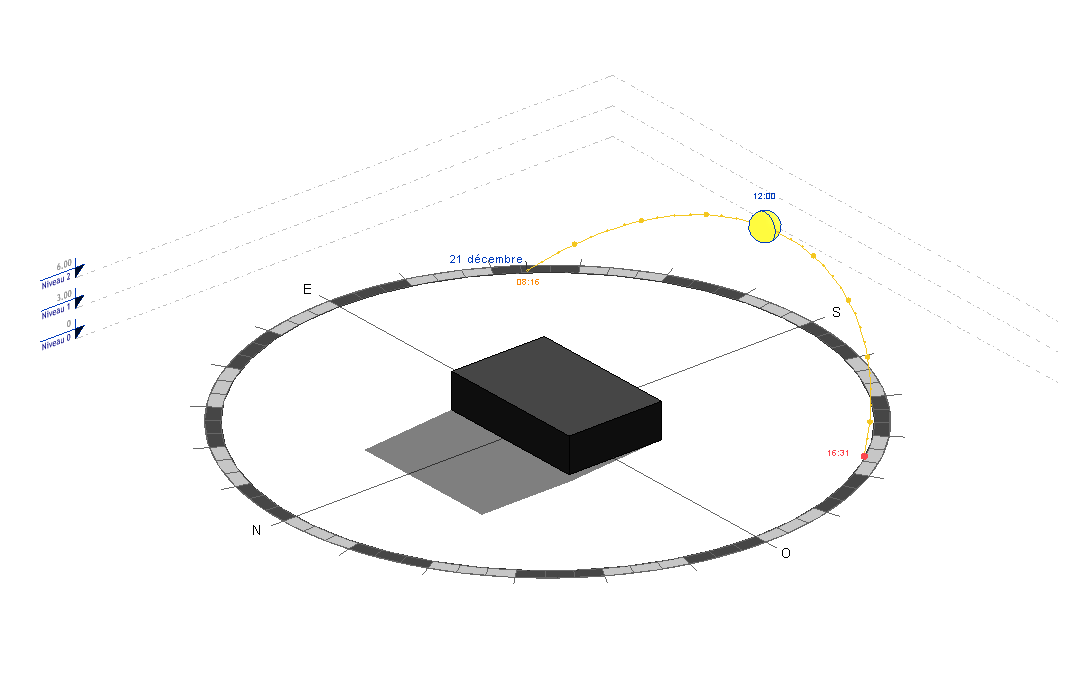 12:00
21 décembre
08:16
6.00
Niveau 2
3.00
Niveau 1
0
Niveau 0
E
S
16:31
N
O